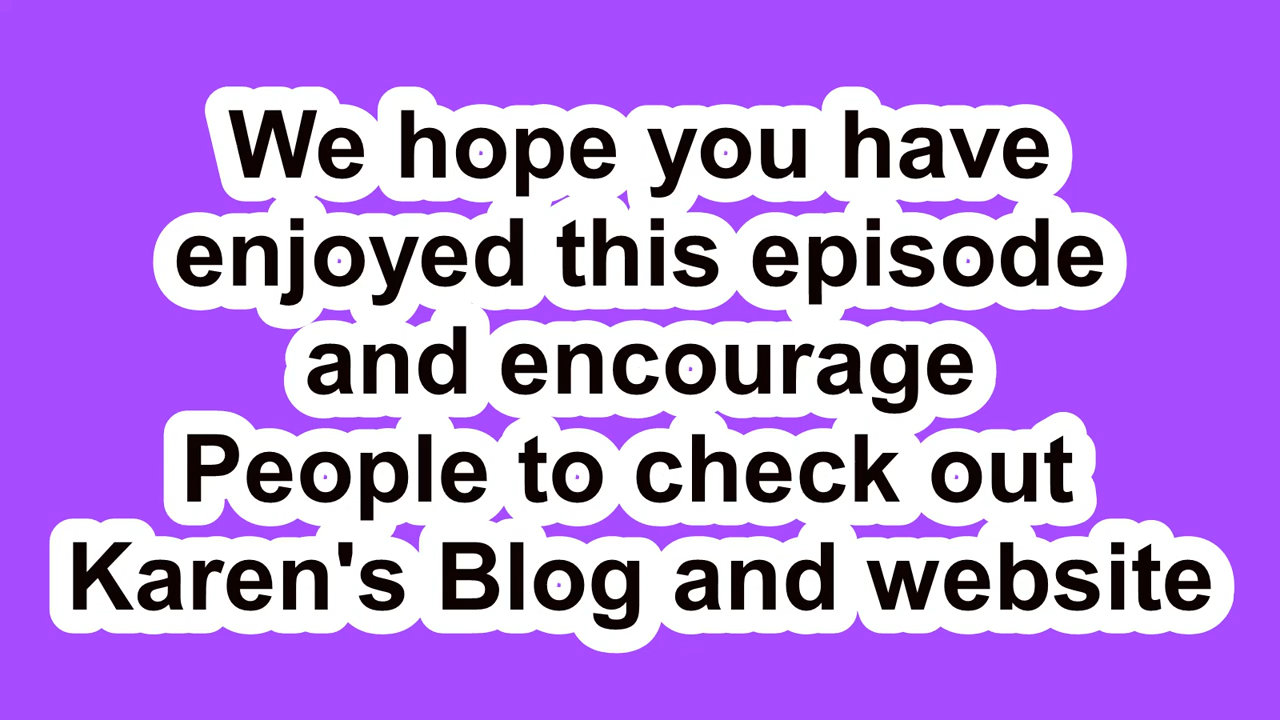 We hope you have
enjoyed this episode
and encourage
People to check out
Karen's Blog and website